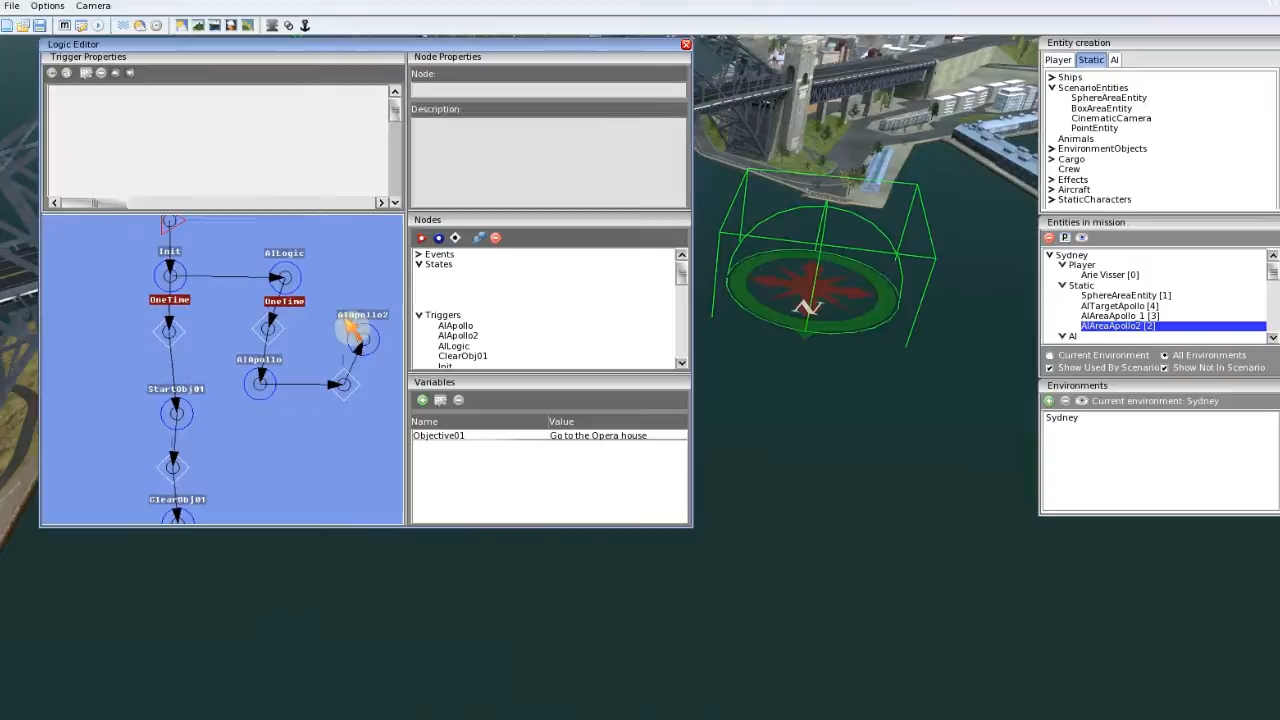 File Options Camera
Logic Editor
Trigger Properties
Init
AILogic
OneTime
OneTime
AIApollo2
AIApollo
StartObj01
ClearObj01
Node Properties
Node:
Description:
Nodes
Events
States
Triggers
AIApollo
AIApollo2
AILogic
ClearObj01
Init
Variables
Name Value
Objective01 Go to the Opera house
N
Entity creation
Player Static AI
Ships
ScenarioEntities
SphereAreaEntity
BoxAreaEntity
CinematicCamera
PointEntity
Animals
EnvironmentObjects
Cargo
Crew
Effects
Aircraft
StaticCharacters
Entities in mission
P
Sydney
Player
Arie Visser [0]
Static
SphereAreaEntity [1]
AITargetApollo [4]
AIAreaApollo_1 [3]
AIAreaApollo2 [2]
AI
Current Environment All Environments
Show Used By Scenario Show Not In Scenario
Environments
Current environment: Sydney
Sydney